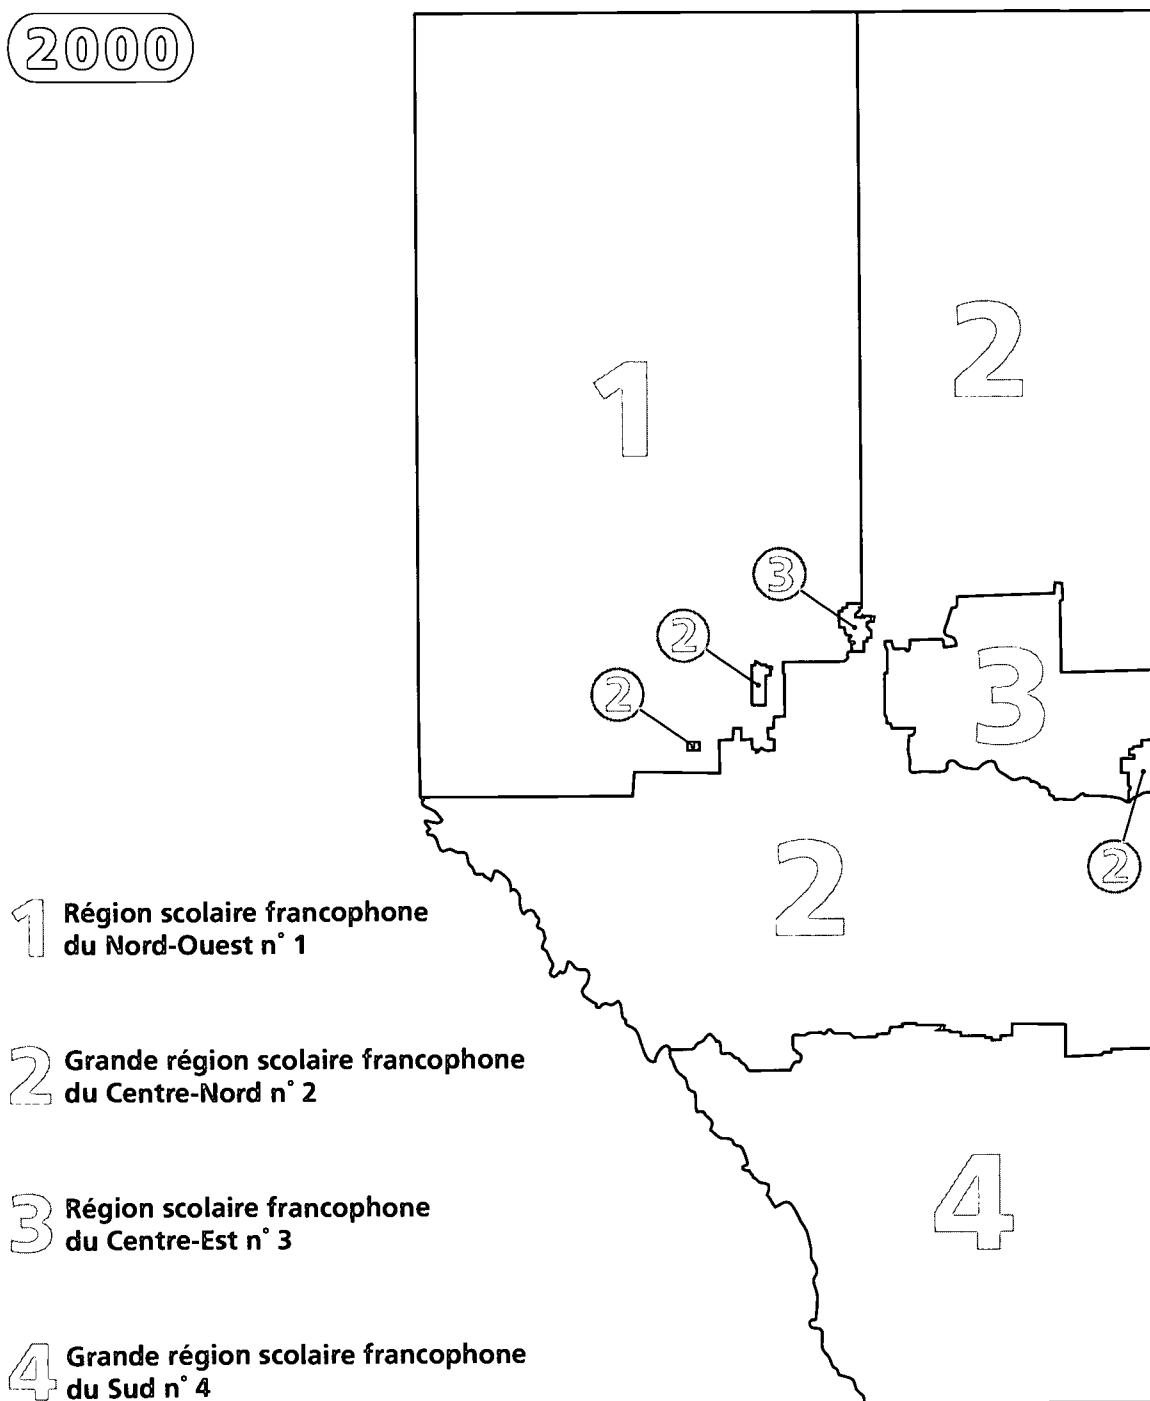 2000
1
2
3
2
2
3
2
2
4
1 Région scolaire francophone
du Nord-Ouest n° 1
2 Grande région scolaire francophone
du Centre-Nord n° 2
3 Région scolaire francophone
du Centre-Est n° 3
4 Grande région scolaire francophone
du Sud n° 4